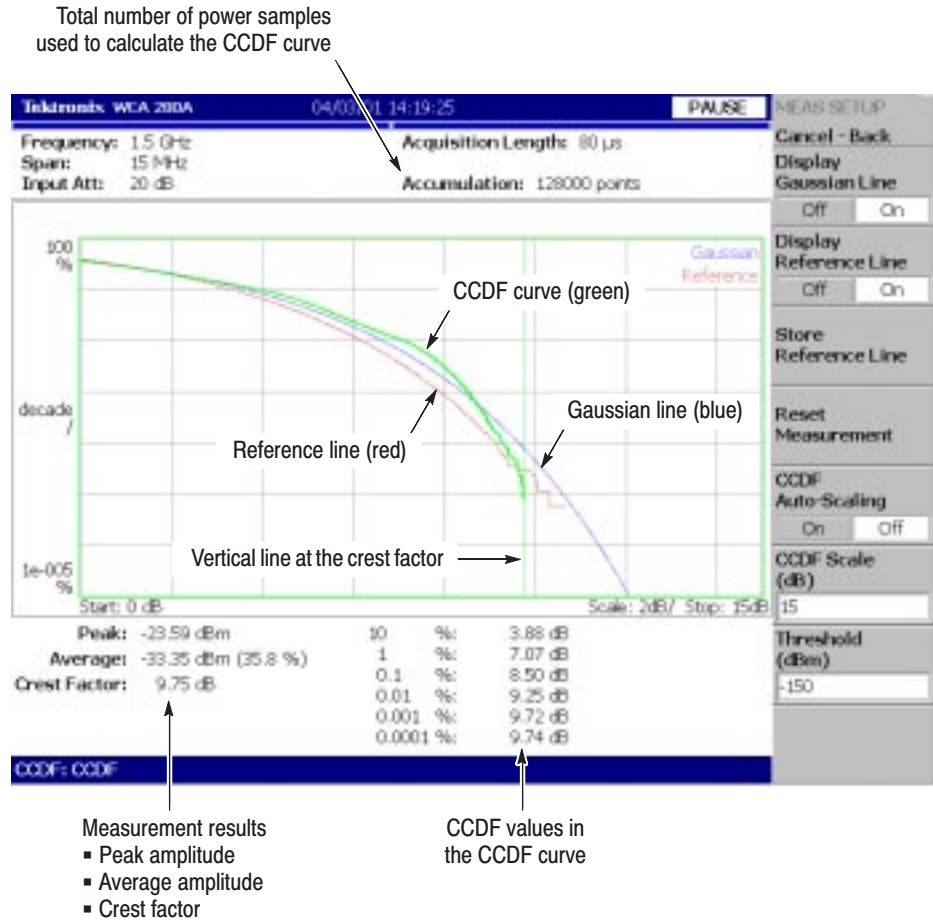 Total number of power samples
used to calculate the CCDF curve
Tektronix WCA 200A 04/03/01 14:19:25 PAUSE
MEAS SETUP
Frequency: 1.5 GHz
Span: 15 MHz
Input Att: 20 dB
Acquisition Length: 80 µs
Accumulation: 128000 points
Cancel - Back
Display
Gaussian Line
Off On
Display
Reference Line
Off On
Store
Reference Line
Reset
Measurement
CCDF
Auto-Scaling
On Off
CCDF Scale
(dB)
15
Threshold
(dBm)
-150
100
%
Gaussian
Reference
CCDF curve (green)
decade
/
Gaussian line (blue)
Reference line (red)
Vertical line at the crest factor
1e-005
%
Start: 0 dB
Scale: 2dB/ Stop: 15dB
Peak: -23.59 dBm
Average: -33.35 dBm (35.8 %)
Crest Factor: 9.75 dB
10 %: 3.88 dB
1 %: 7.07 dB
0.1 %: 8.50 dB
0.01 %: 9.25 dB
0.001 %: 9.72 dB
0.0001 %: 9.74 dB
CCDF: CCDF
Measurement results
▪ Peak amplitude
▪ Average amplitude
▪ Crest factor
CCDF values in
the CCDF curve